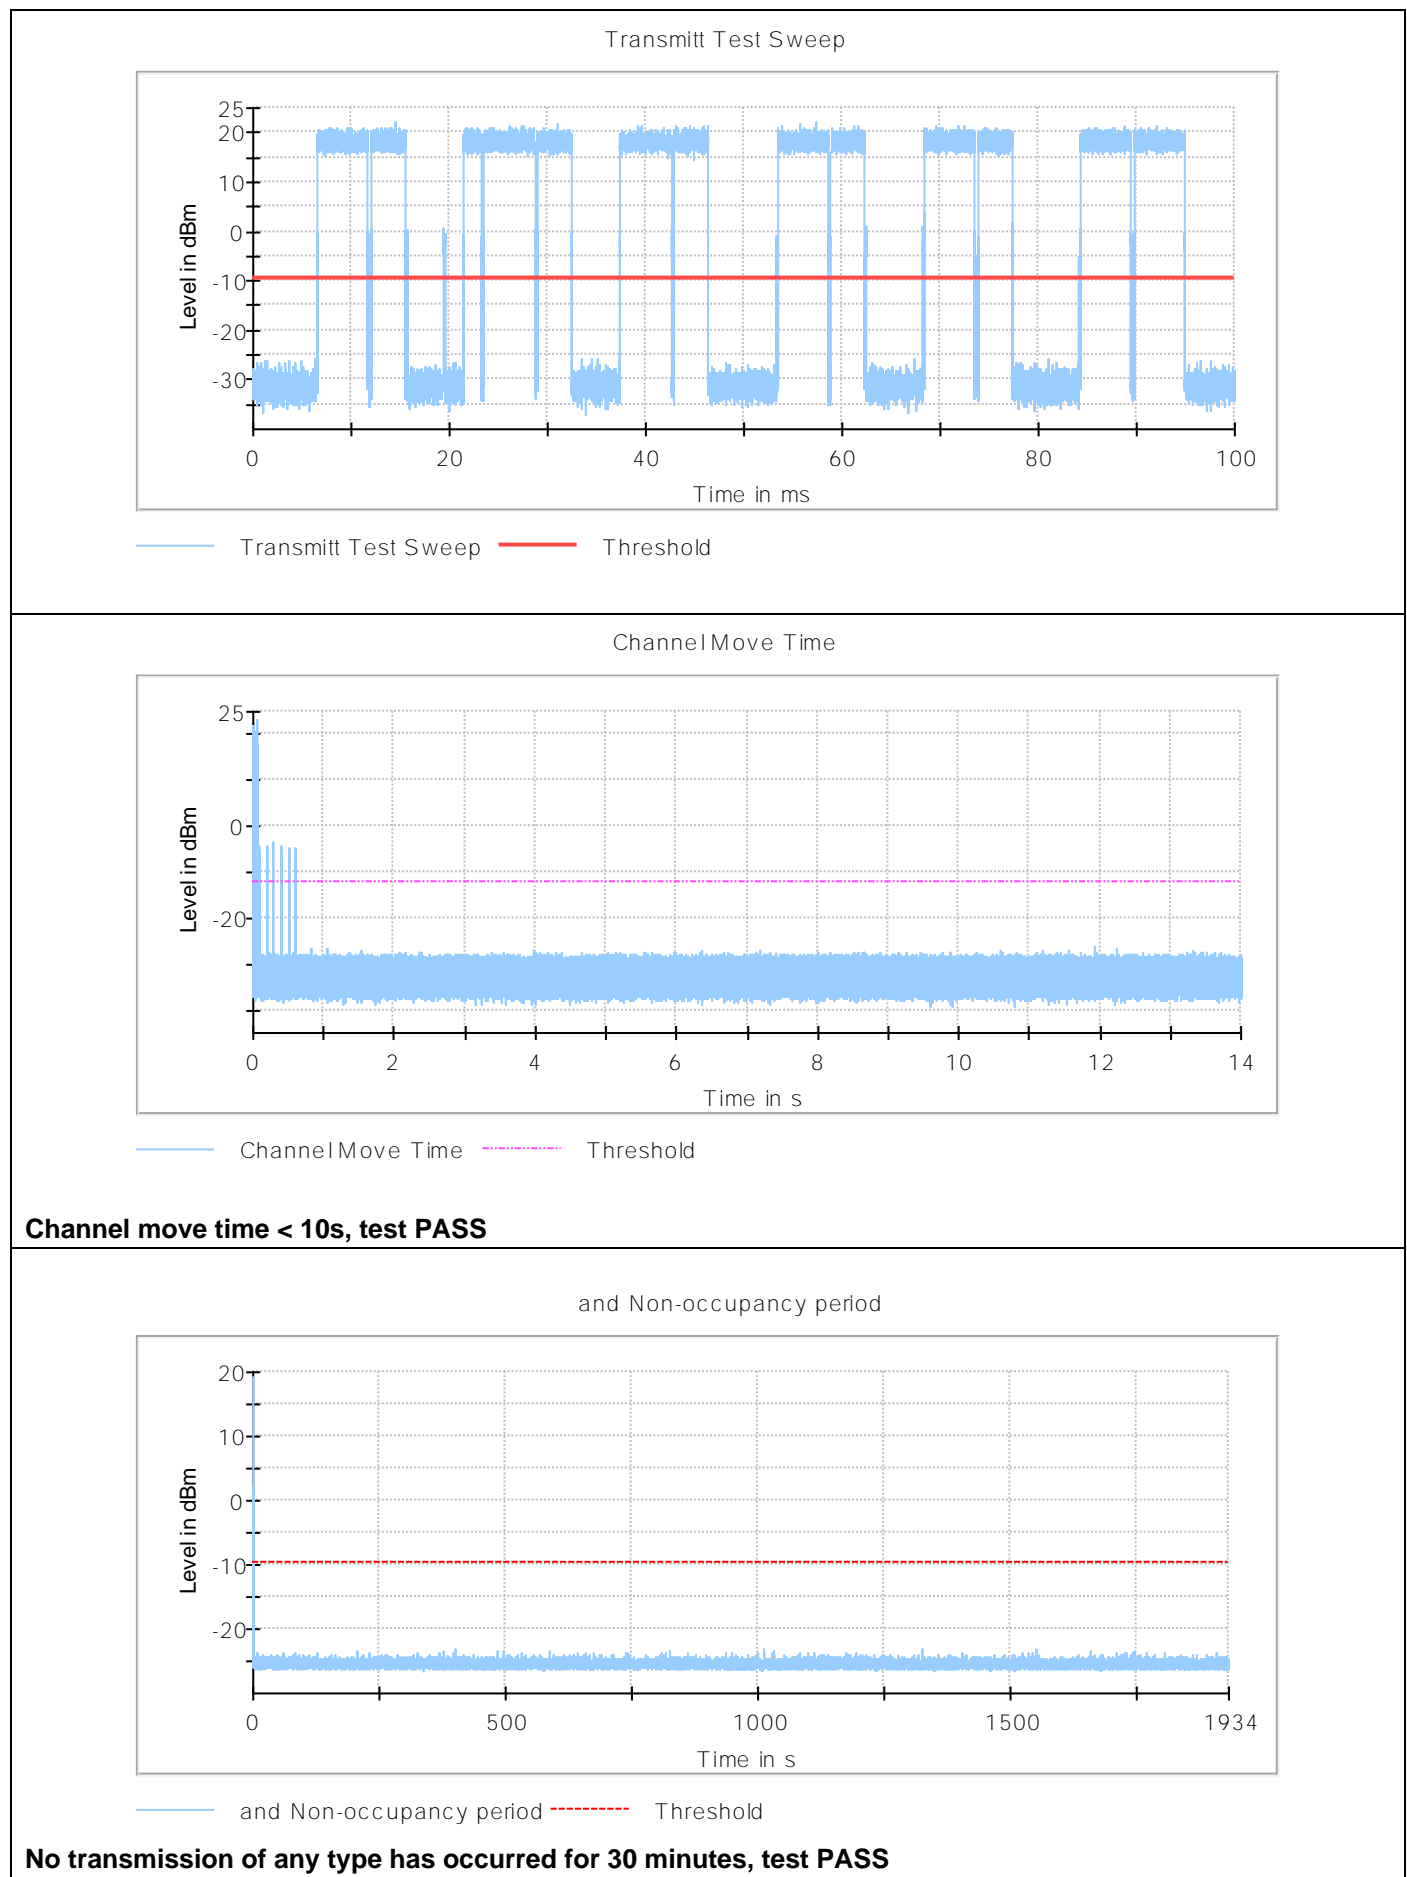 Transmitt Test Sweep
25
20
10
0
-10
-20
-30
Level in dBm
0 20 40 60 80 100
Time in ms
Transmitt Test Sweep Threshold
Channel Move Time
25
0
-20
Level in dBm
0 2 4 6 8 10 12 14
Time in s
Channel Move Time Threshold
Channel move time < 10s, test PASS
and Non-occupancy period
20
10
0
-10
-20
Level in dBm
0 500 1000 1500 1934
Time in s
and Non-occupancy period Threshold
No transmission of any type has occurred for 30 minutes, test PASS